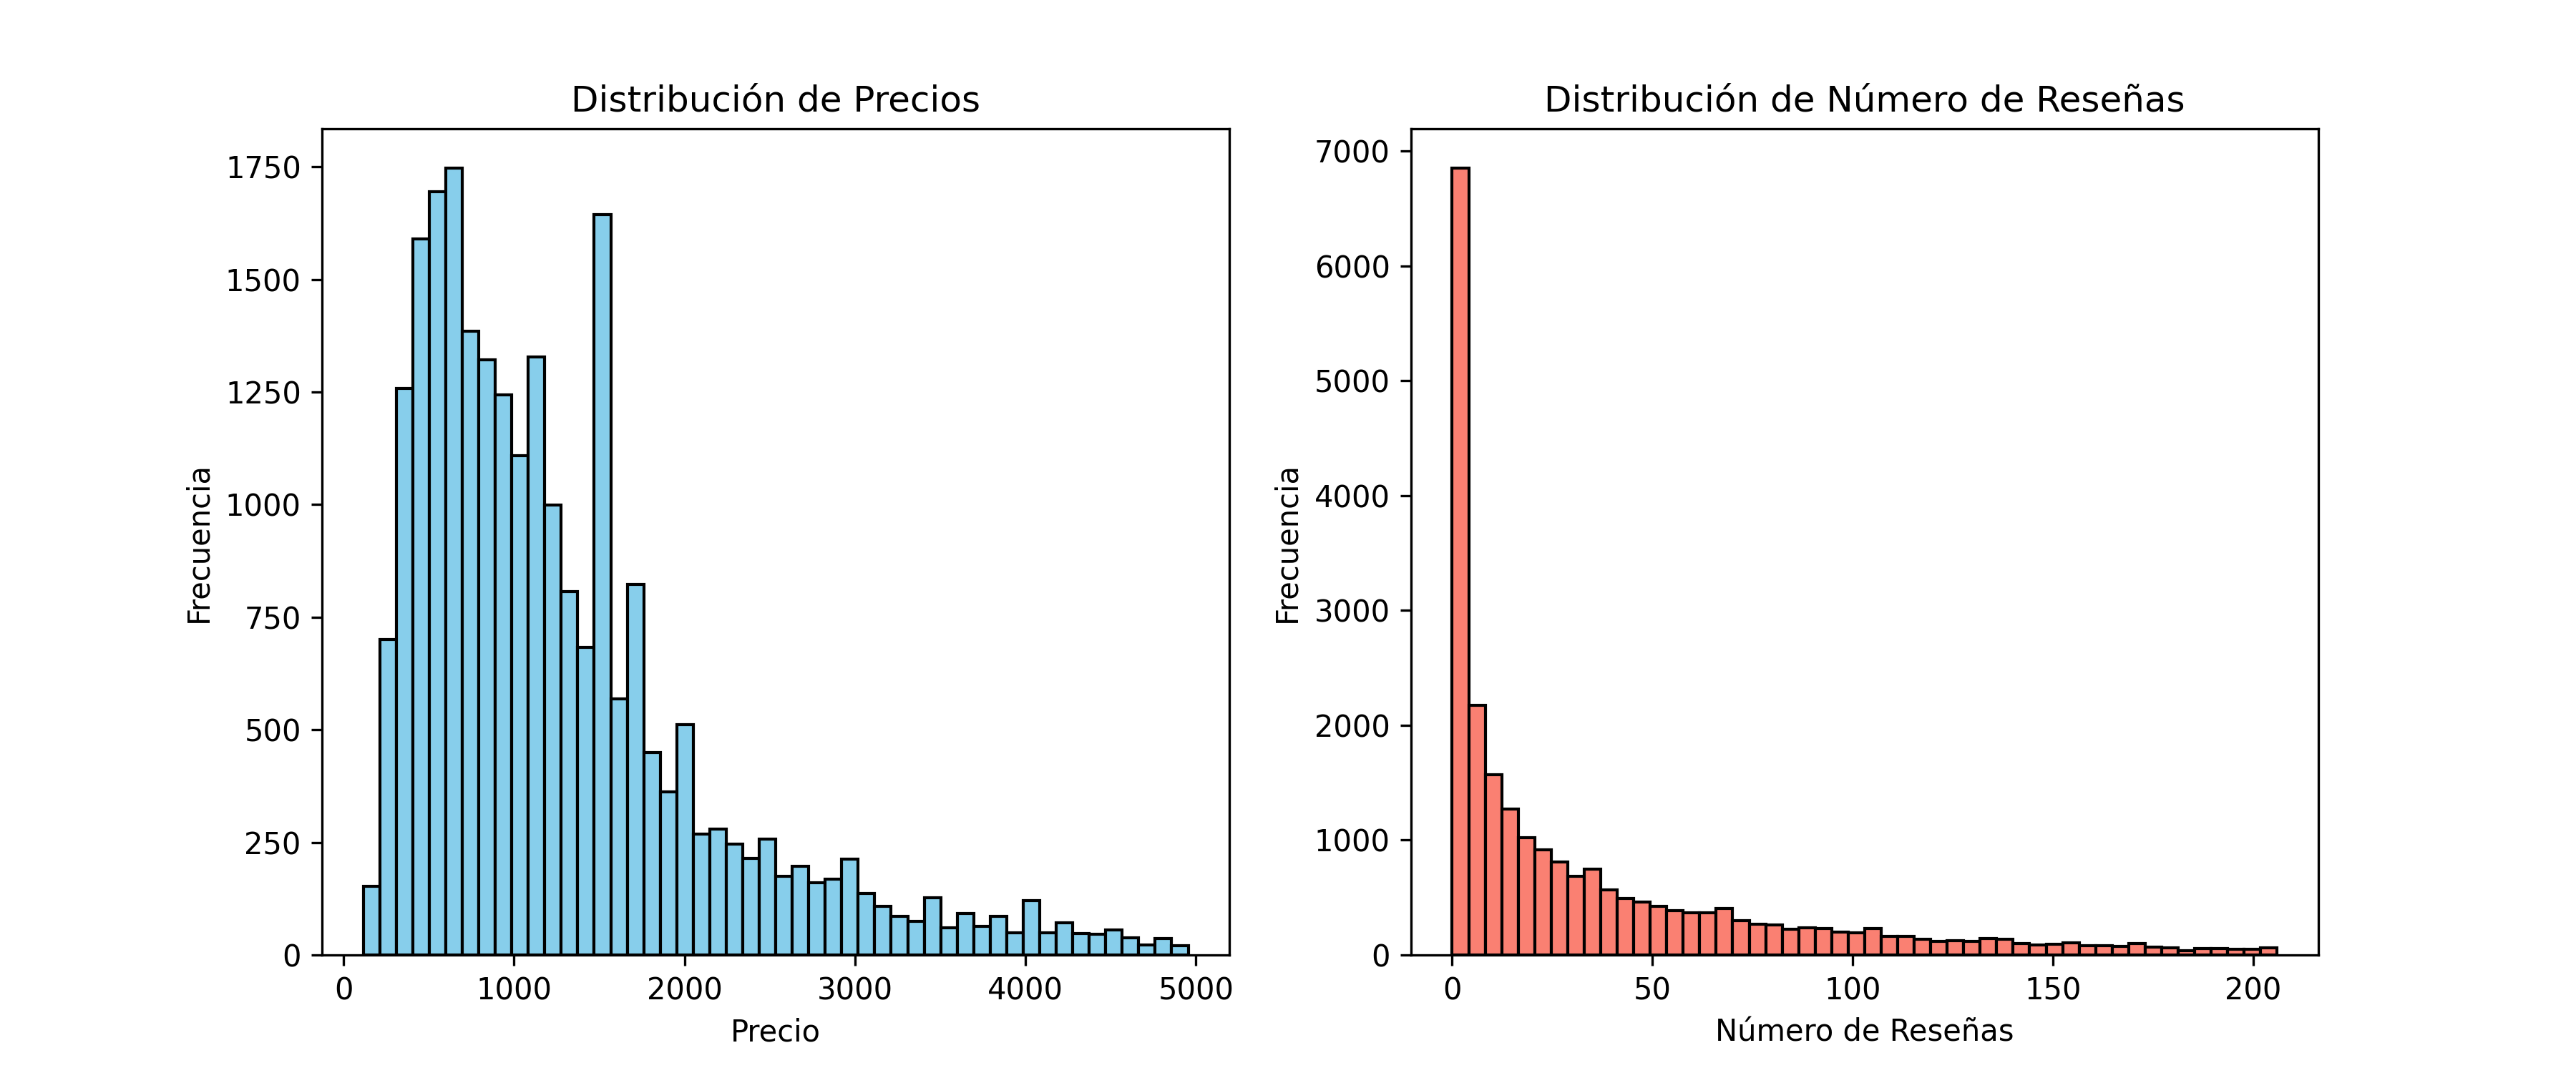 Distribución de Precios
1750
1500
1250
1000
750
500
250
0
Frecuencia
0 1000 2000 3000 4000 5000
Precio
Distribución de Número de Reseñas
7000
6000
5000
4000
3000
2000
1000
0
Frecuencia
0 50 100 150 200
Número de Reseñas